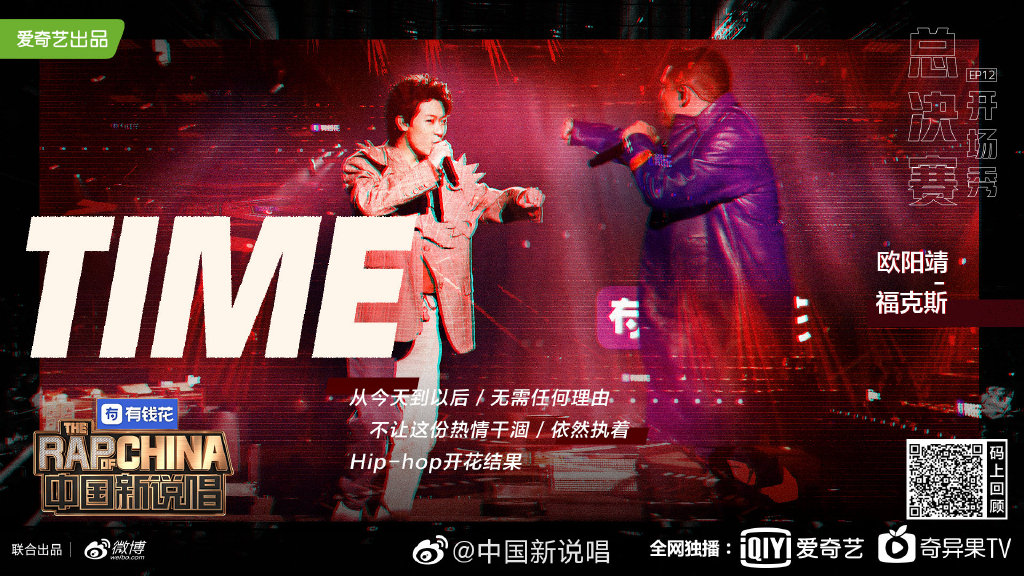 爱奇艺出品
总决赛
EP12
开场秀
TIME
欧阳靖
福克斯
有
从今天到以后 / 无需任何理由
不让这份热情干涸 / 依然执着
Hip-hop开花结果
有钱花
THE
RAP OF CHINA
中国新说唱
码上回顾
联合出品
微博
weibo.com
@中国新说唱
全网独播：
iQIYI 爱奇艺
奇异果TV